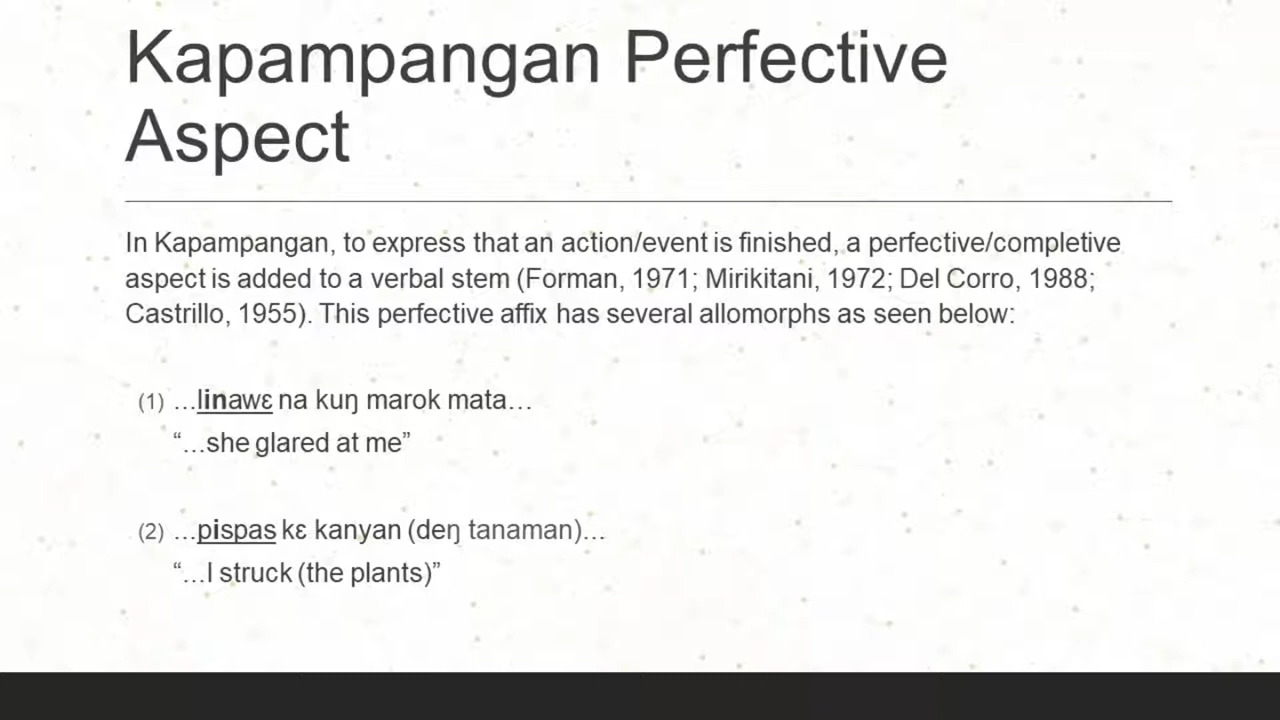 Kapampangan Perfective
Aspect
In Kapampangan, to express that an action/event is finished, a perfective/completive
aspect is added to a verbal stem (Forman, 1971; Mirikitani, 1972; Del Corro, 1988;
Castrillo, 1955). This perfective affix has several allomorphs as seen below:
(1) …linawɛ na kuŋ marok mata…
“…she glared at me”
(2) …pispas kɛ kanyan (deŋ tanaman)…
“…I struck (the plants)”